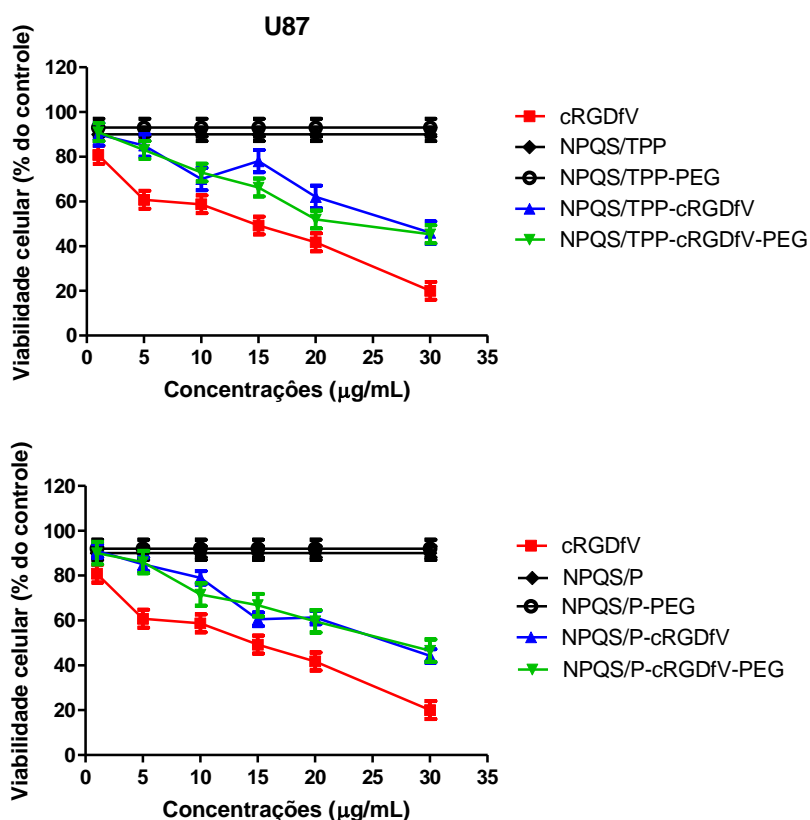 U87
Viabilidade celular (% do controle)
120
100
80
60
40
20
0
0 5 10 15 20 25 30 35
Concentraçôes (µg/mL)
cRGDfV
NPQS/TPP
NPQS/TPP-PEG
NPQS/TPP-cRGDfV
NPQS/TPP-cRGDfV-PEG
Viabilidade celular (% do controle)
120
100
80
60
40
20
0
0 5 10 15 20 25 30 35
Concentrações (µg/mL)
cRGDfV
NPQS/P
NPQS/P-PEG
NPQS/P-cRGDfV
NPQS/P-cRGDfV-PEG